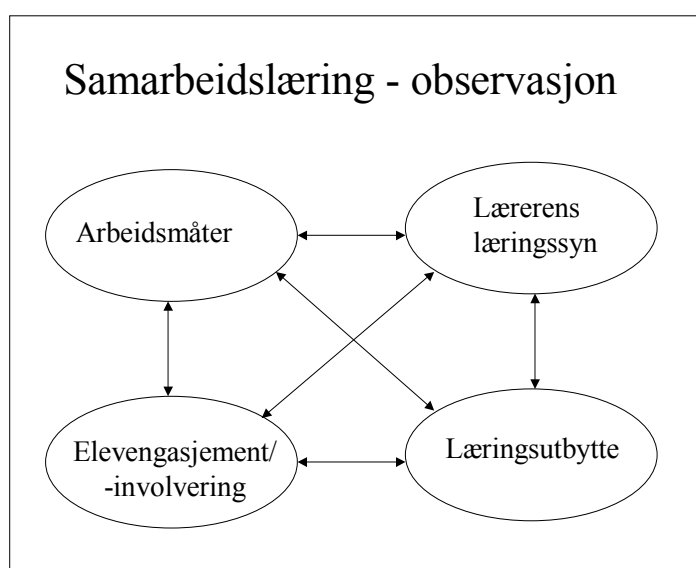 Samarbeidslæring - observasjon
Arbeidsmåter
Lærerens
læringssyn
Elevengasjement/
-involvering
Læringsutbytte